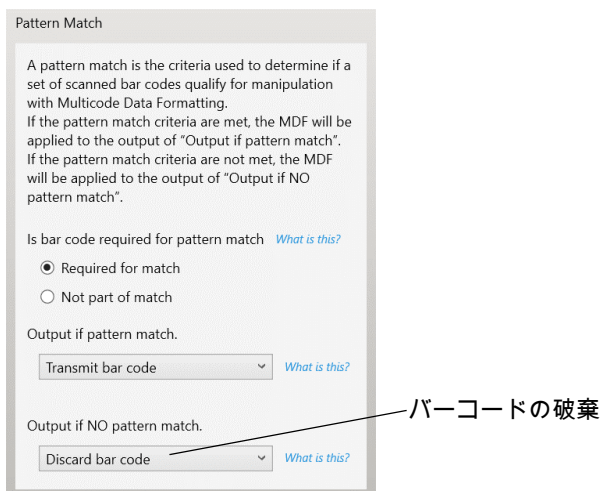 Pattern Match
A pattern match is the criteria used to determine if a
set of scanned bar codes qualify for manipulation
with Multicode Data Formatting.
If the pattern match criteria are met, the MDF will be
applied to the output of “Output if pattern match”.
If the pattern match criteria are not met, the MDF
will be applied to the output of “Output if NO
pattern match”.
Is bar code required for pattern match What is this?
Required for match
Not part of match
Output if pattern match.
Transmit bar code What is this?
Output if NO pattern match.
バーコードの破棄
Discard bar code What is this?